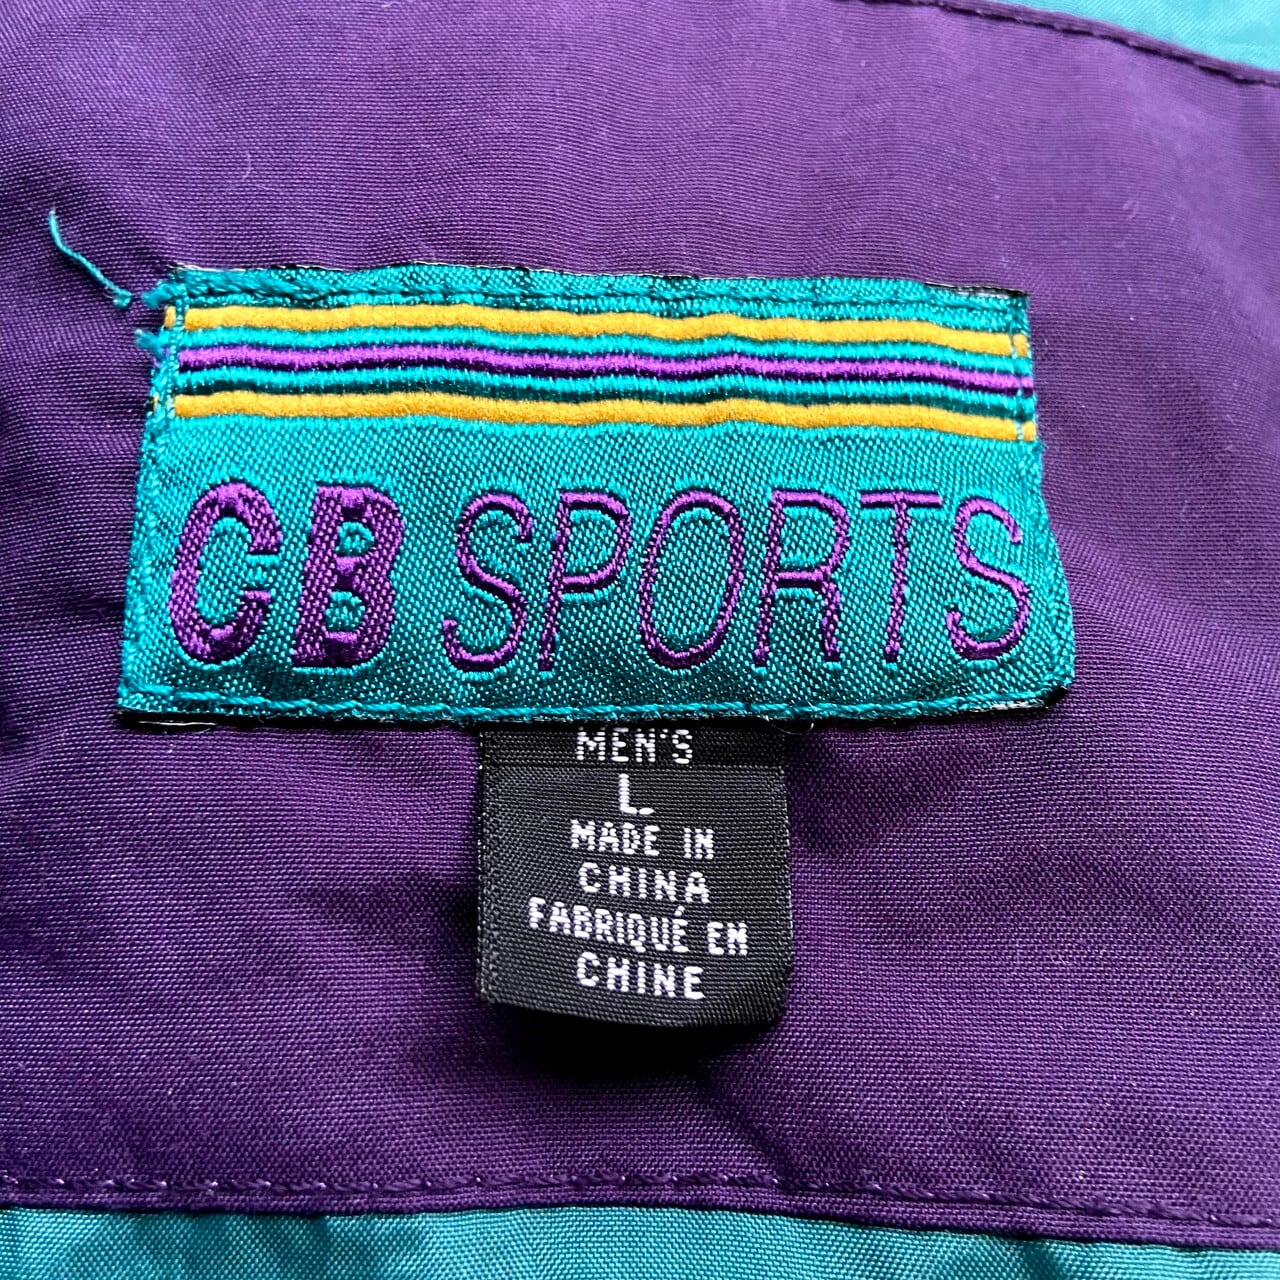 CB SPORTS
MEN'S
L
MADE IN
CHINA
FABRIQUÉ EN
CHINE